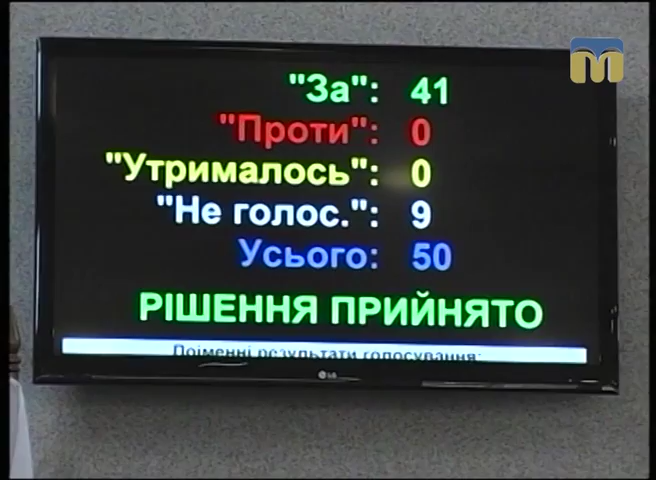 "За": 41
"Проти": 0
"Утрималось": 0
"Не голос.": 9
Усього: 50
РІШЕННЯ ПРИЙНЯТО
Поіменні результати голосування:
LG
M